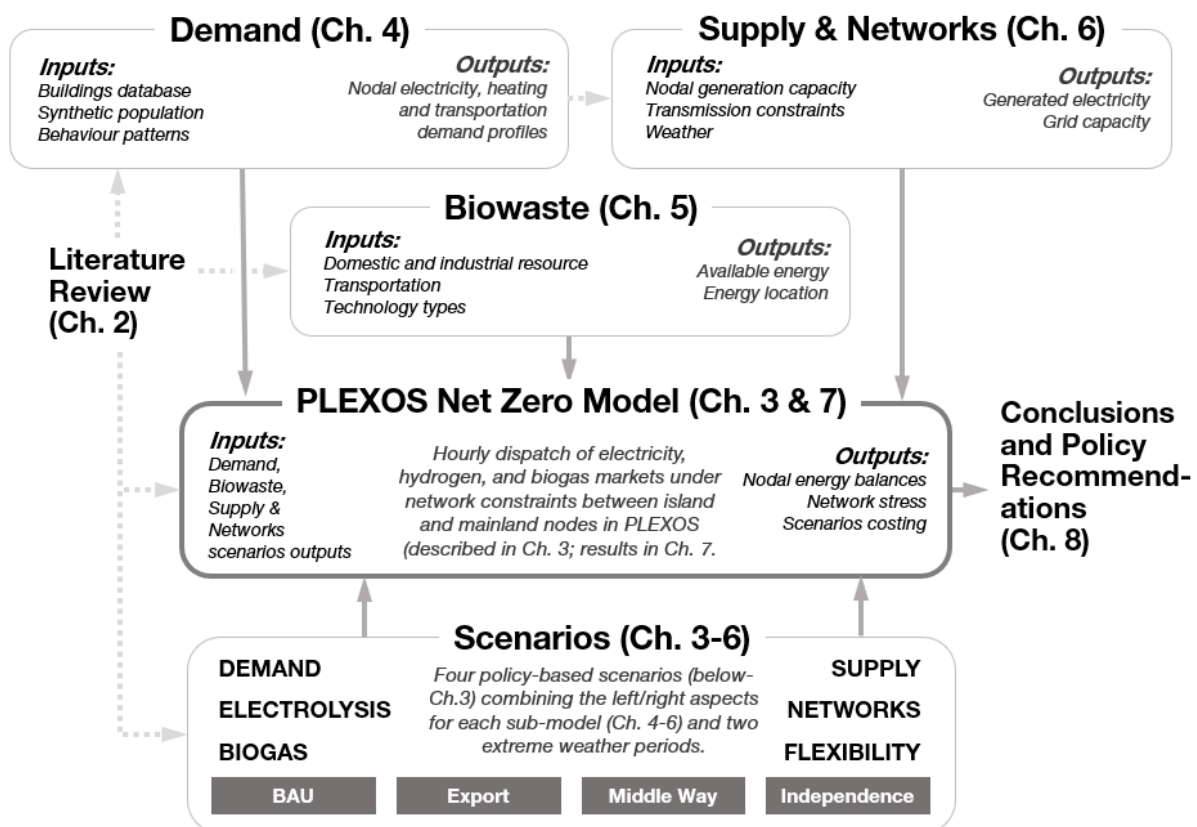 Demand (Ch. 4)
Inputs:
Buildings database
Synthetic population
Behaviour patterns
Outputs:
Nodal electricity, heating
and transportation
demand profiles
Supply & Networks (Ch. 6)
Inputs:
Nodal generation capacity
Transmission constraints
Weather
Outputs:
Generated electricity
Grid capacity
Biowaste (Ch. 5)
Inputs:
Domestic and industrial resource
Transportation
Technology types
Outputs:
Available energy
Energy location
Literature
Review
(Ch. 2)
PLEXOS Net Zero Model (Ch. 3 & 7)
Inputs:
Demand,
Biowaste,
Supply &
Networks
scenarios outputs
Hourly dispatch of electricity,
hydrogen, and biogas markets under
network constraints between island
and mainland nodes in PLEXOS
(described in Ch. 3; results in Ch. 7.
Outputs:
Nodal energy balances
Network stress
Scenarios costing
Conclusions
and Policy
Recommend-
ations
(Ch. 8)
Scenarios (Ch. 3-6)
DEMAND
ELECTROLYSIS
BIOGAS
Four policy-based scenarios (below-
Ch.3) combining the left/right aspects
for each sub-model (Ch. 4-6) and two
extreme weather periods.
SUPPLY
NETWORKS
FLEXIBILITY
BAU
Export
Middle Way
Independence